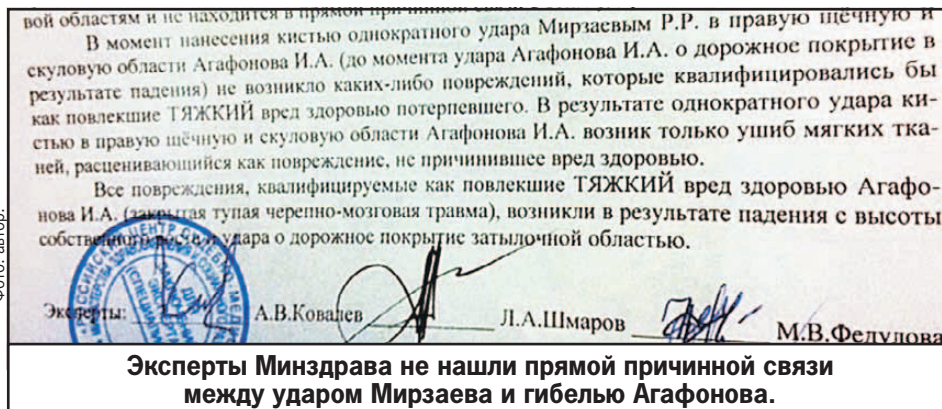 вой областям и не находится в прямой причинной связи с
В момент нанесения кистью однократного удара Мирзаевым Р.Р. в правую щёчную и
скуловую области Агафонова И.А. (до момента удара Агафонова И.А. о дорожное покрытие в
результате падения) не возникло каких-либо повреждений, которые квалифицировались бы
как повлекшие ТЯЖКИЙ вред здоровью потерпевшего. В результате однократного удара ки-
стью в правую щёчную и скуловую области Агафонова И.А. возник только ушиб мягких тка-
ней, расценивающийся как повреждение, не причинившее вред здоровью.
Все повреждения, квалифицируемые как повлекшие ТЯЖКИЙ вред здоровью Агафо-
нова И.А. (закрытая тупая черепно-мозговая травма), возникли в результате падения с высоты
собственного роста и удара о дорожное покрытие затылочной областью.
Эксперты: А.В.Ковалев Л.А.Шмаров М.В.Федулова
Фото: автор.
Эксперты Минздрава не нашли прямой причинной связи
между ударом Мирзаева и гибелью Агафонова.